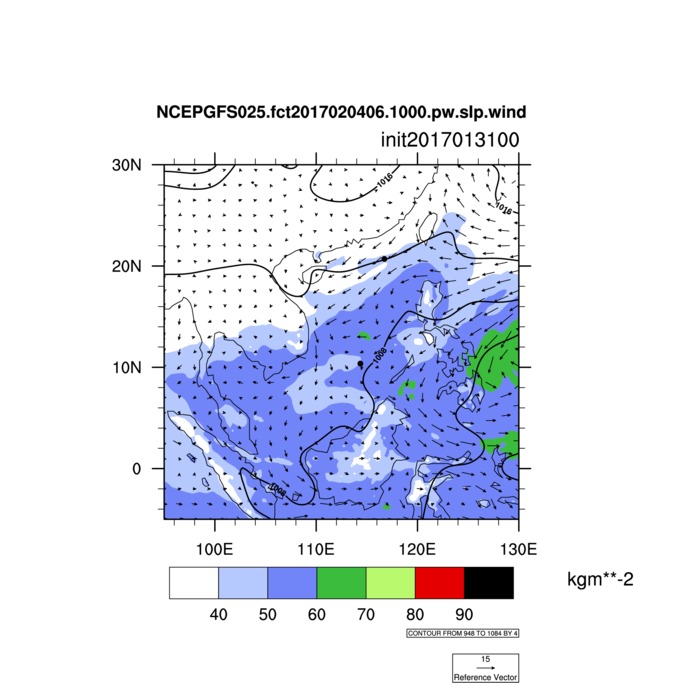 NCEPGFS025.fct2017020406.1000.pw.slp.wind
init2017013100
30N
20N
10N
0
1016
1016
1008
1008
100E 110E 120E 130E
kgm**-2
40 50 60 70 80 90
CONTOUR FROM 948 TO 1084 BY 4
15
Reference Vector